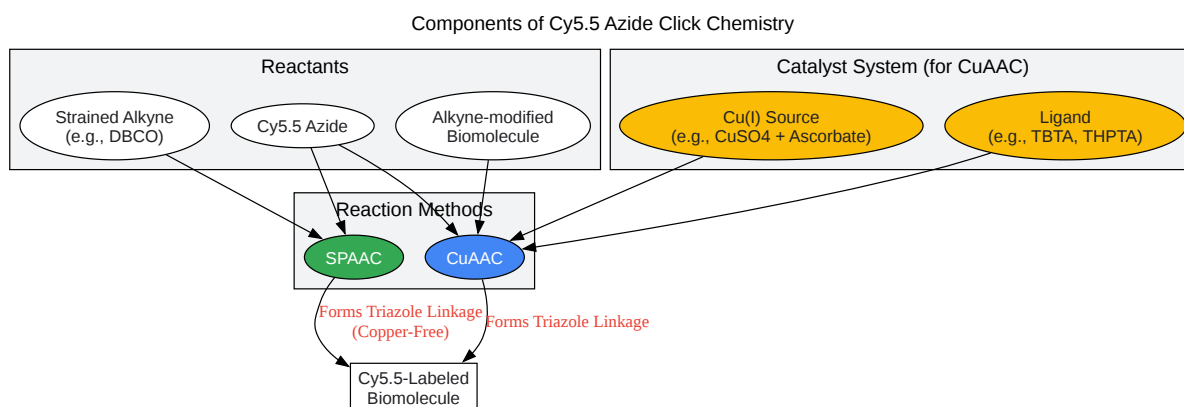 Components of Cy5.5 Azide Click Chemistry
Reactants
Catalyst System (for CuAAC)
Strained Alkyne
(e.g., DBCO)
Cy5.5 Azide
Alkyne-modified
Biomolecule
Cu(I) Source
(e.g., CuSO4 + Ascorbate)
Ligand
(e.g., TBTA, THPTA)
Reaction Methods
SPAAC
CuAAC
Forms Triazole Linkage
(Copper-Free)
Forms Triazole Linkage
Cy5.5-Labeled
Biomolecule